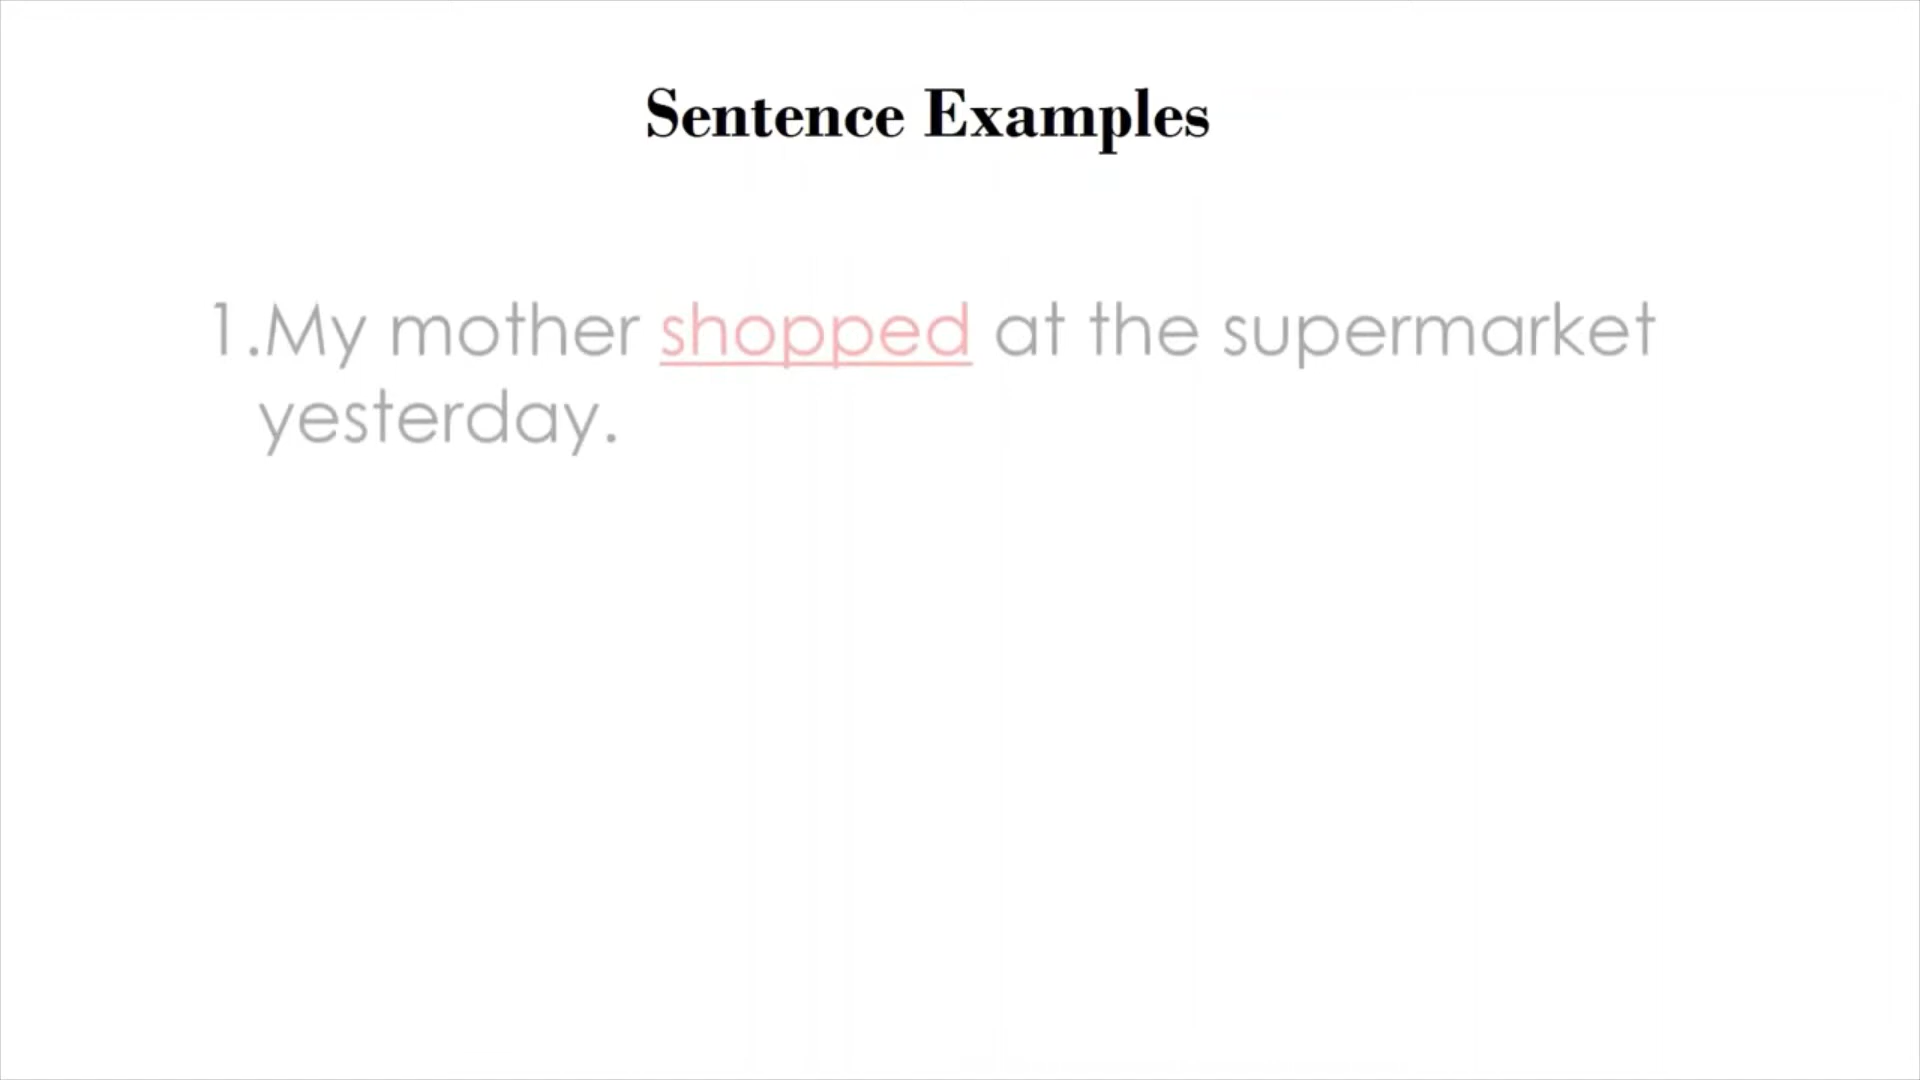 Sentence Examples
1.My mother shopped at the supermarket
yesterday.